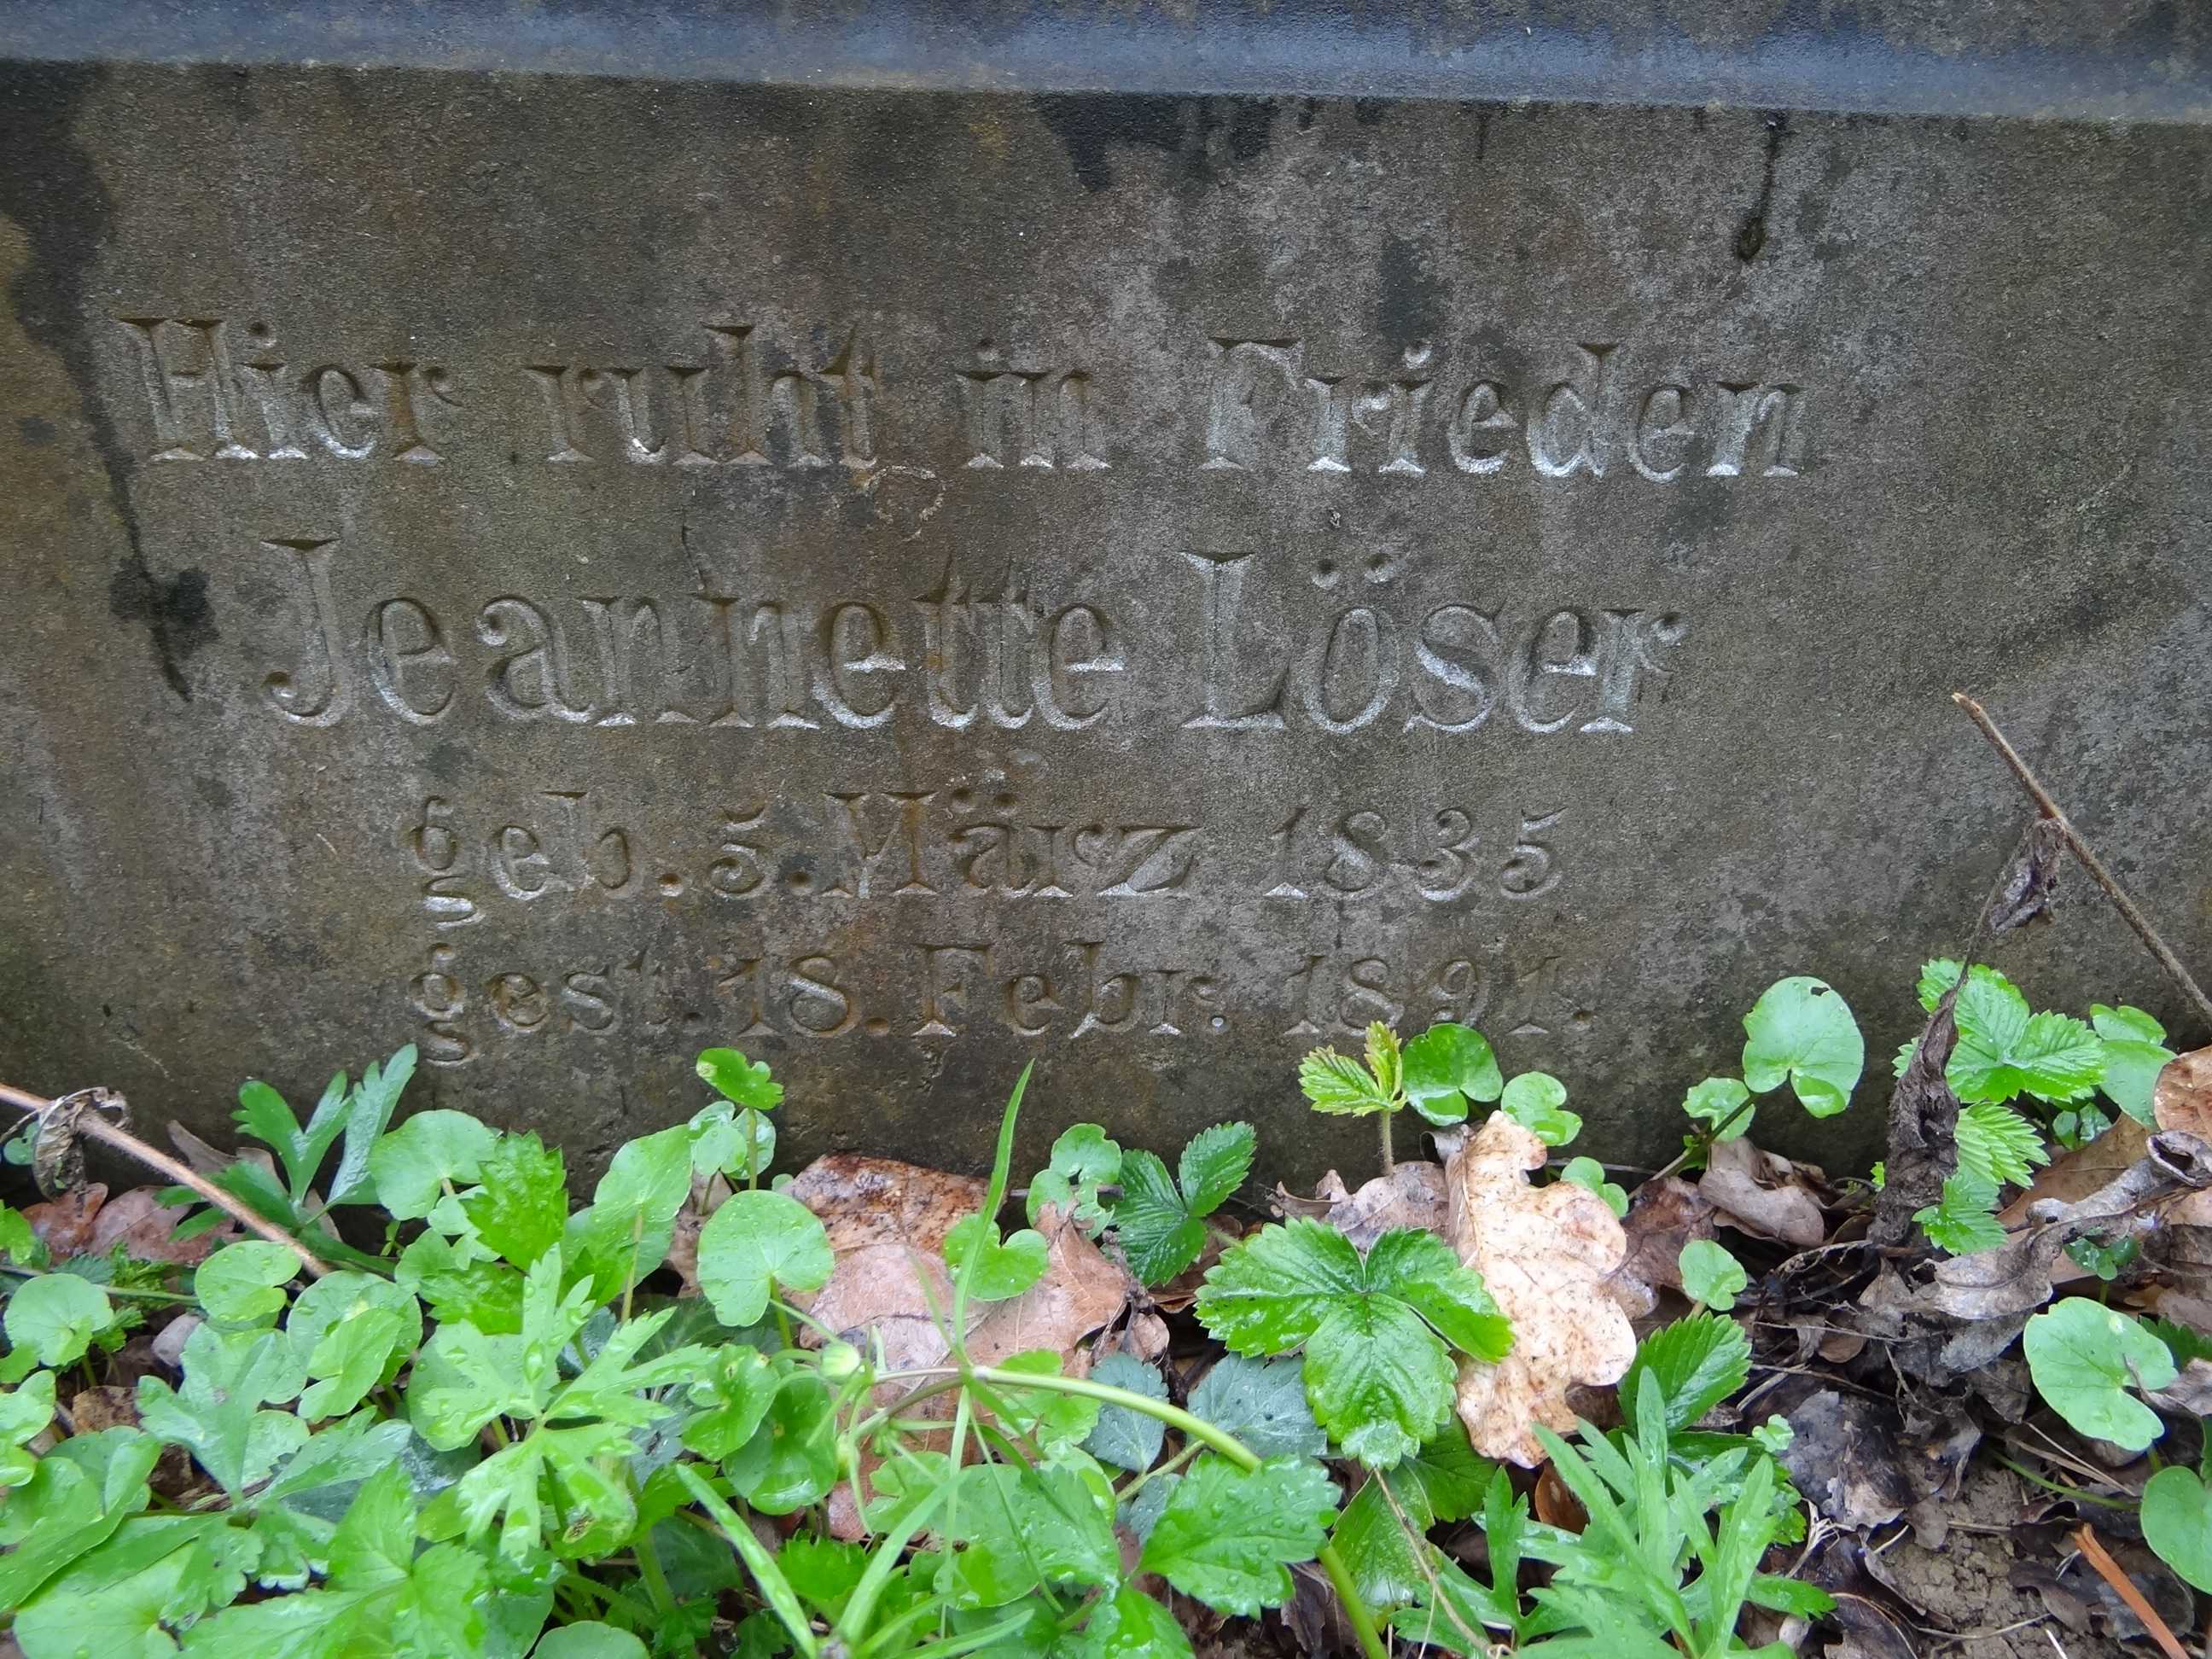 Hier ruht in Frieden
Jeannette Löser
geb. 5. März 1835
gest. 18. Febr. 1891.